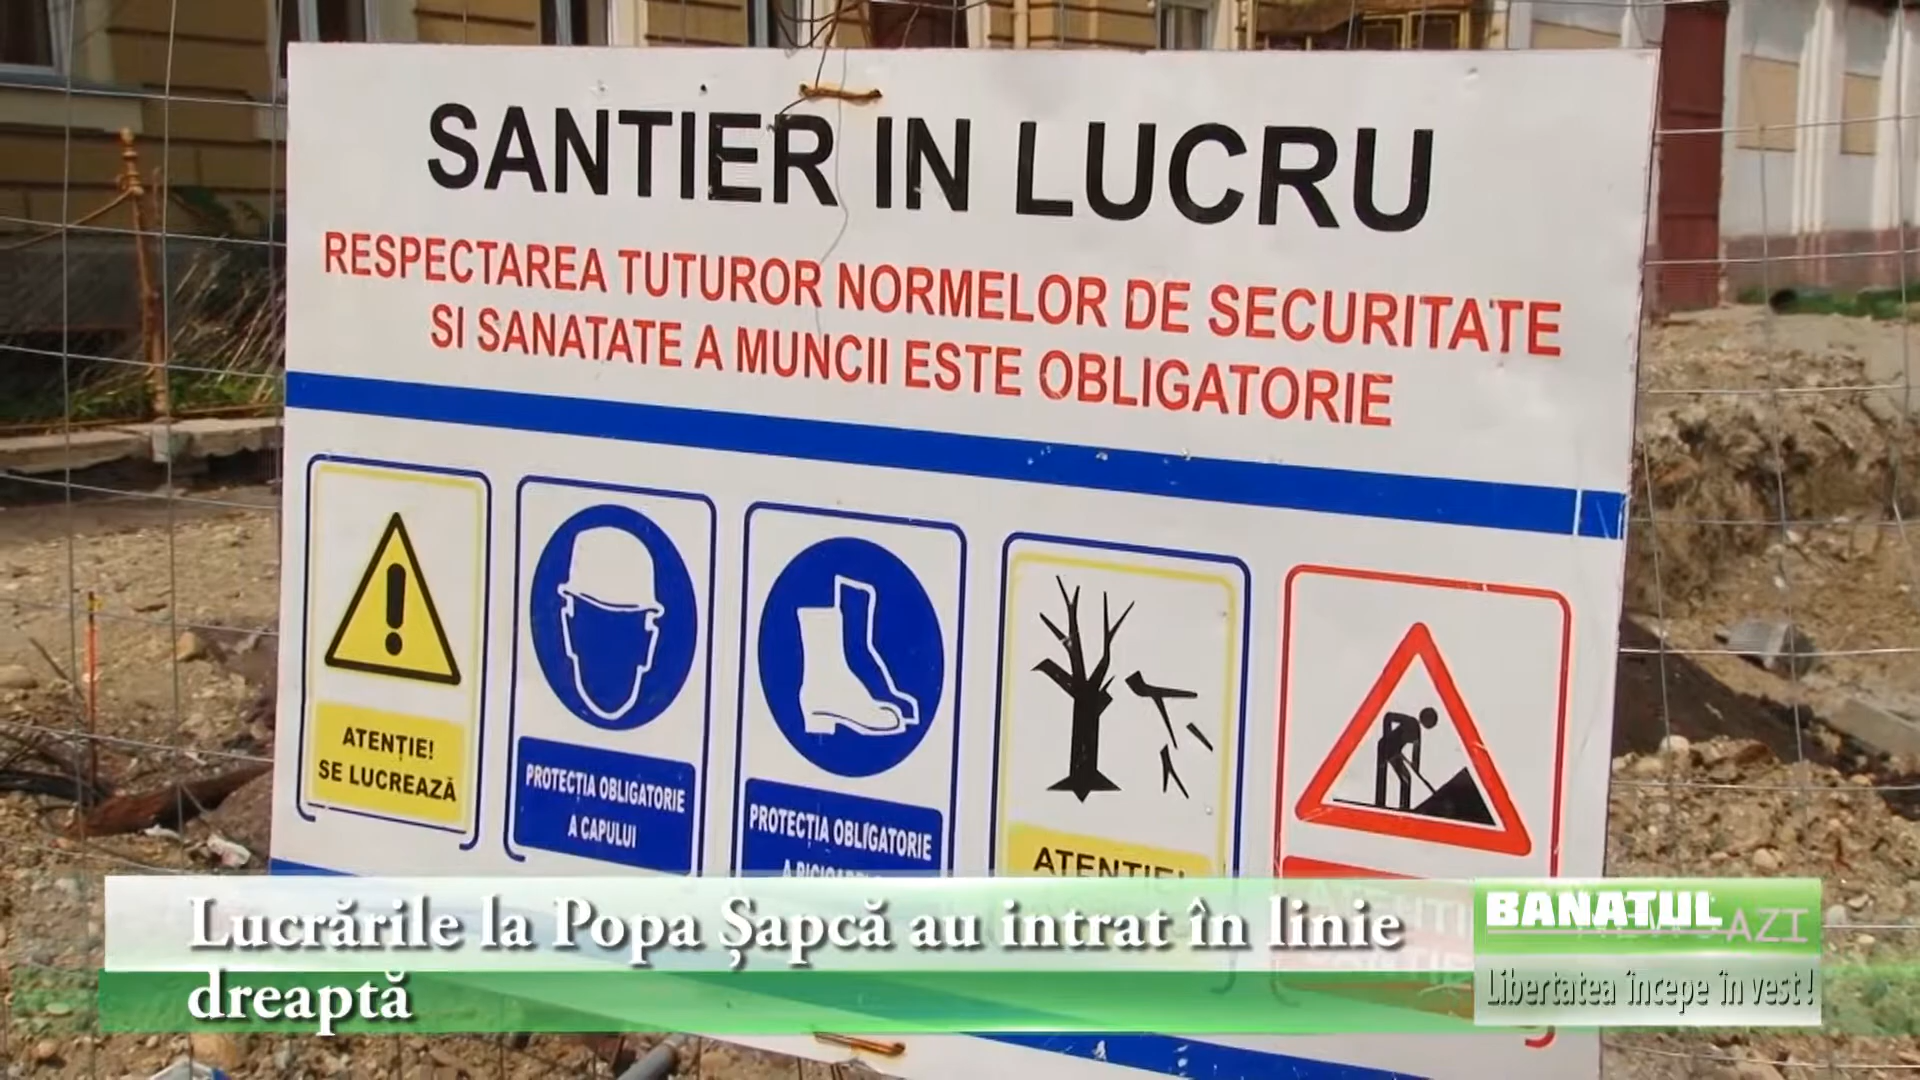 SANTIER IN LUCRU
RESPECTAREA TUTUROR NORMELOR DE SECURITATE
SI SANATATE A MUNCII ESTE OBLIGATORIE
ATENȚIE!
SE LUCREAZĂ
PROTECȚIA OBLIGATORIE
A CAPULUI
PROTECȚIA OBLIGATORIE
ATENȚIE!
Lucrările la Popa Șapcă au intrat în linie
dreaptă
BANATUL
AZI
Libertatea începe în vest!